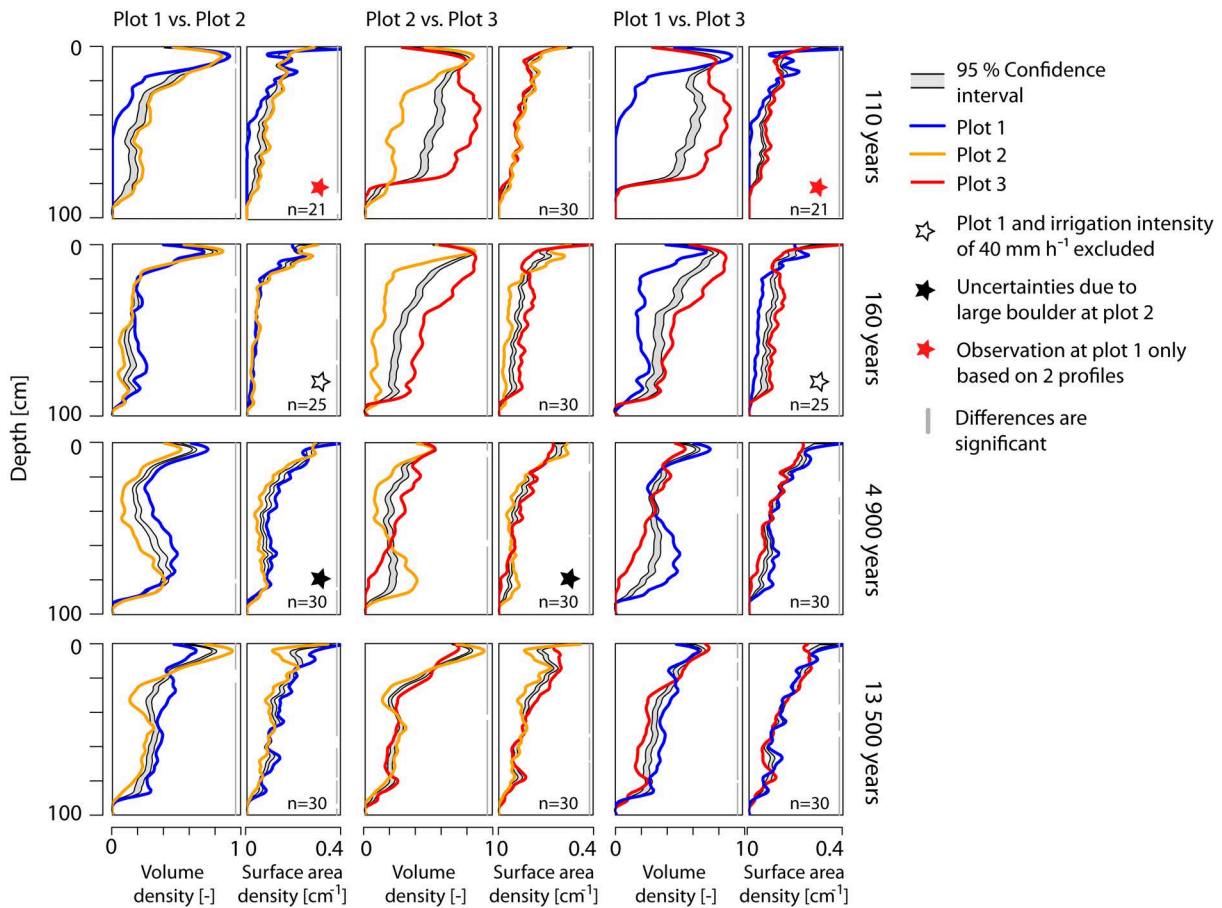 Plot 1 vs. Plot 2
Plot 2 vs. Plot 3
Plot 1 vs. Plot 3
0
100
n=21
n=30
n=21
110 years
0
100
n=25
n=30
n=25
160 years
0
100
n=30
n=30
n=30
4 900 years
0
100
n=30
n=30
n=30
13 500 years
Depth [cm]
0
1
0
0.4
0
1
0
0.4
0
1
0
0.4
Volume
density [-]
Surface area
density [cm⁻¹]
Volume
density [-]
Surface area
density [cm⁻¹]
Volume
density [-]
Surface area
density [cm⁻¹]
95 % Confidence
interval
Plot 1
Plot 2
Plot 3
Plot 1 and irrigation intensity
of 40 mm h⁻¹ excluded
Uncertainties due to
large boulder at plot 2
Observation at plot 1 only
based on 2 profiles
Differences are
significant